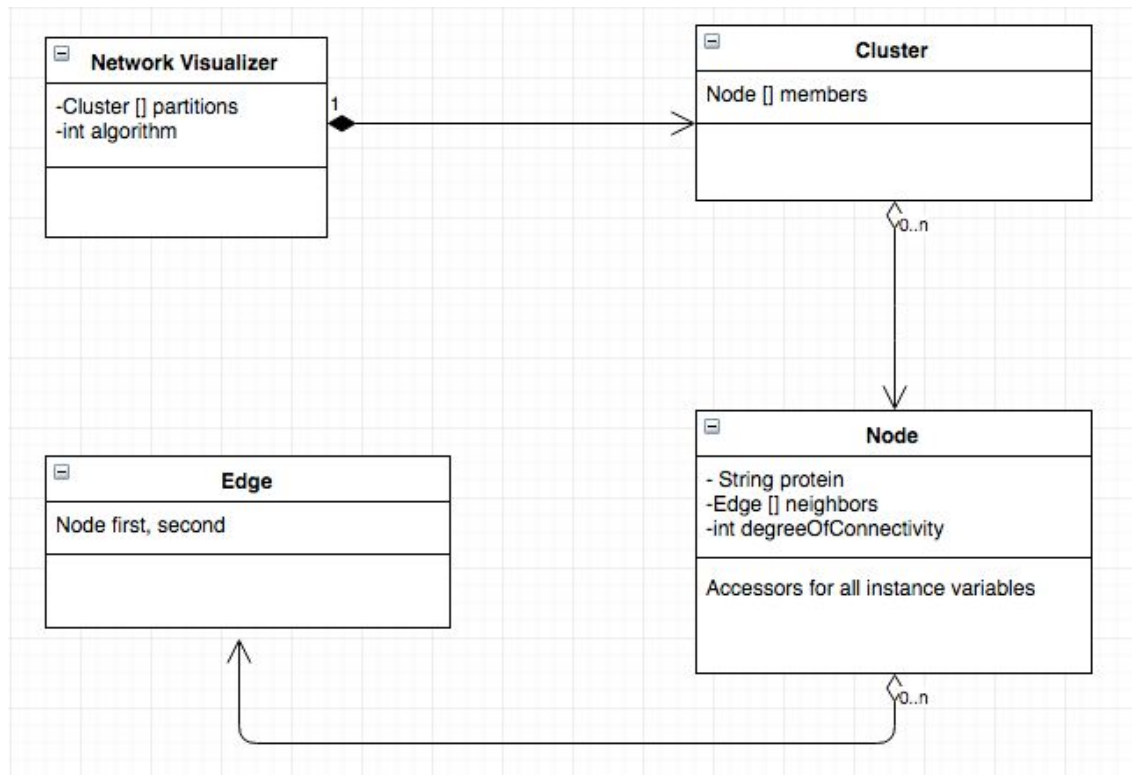 Network Visualizer
-Cluster [] partitions
-int algorithm
1
Cluster
Node [] members
0..n
Node
- String protein
-Edge [] neighbors
-int degreeOfConnectivity
Accessors for all instance variables
0..n
Edge
Node first, second